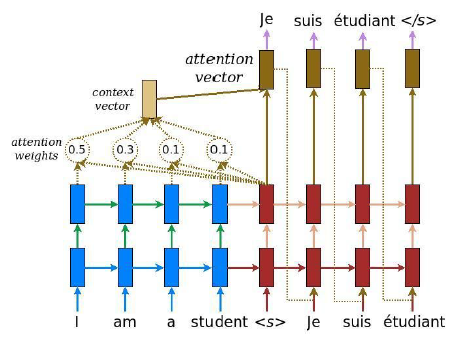 Je suis étudiant </s>
attention
vector
context
vector
attention
weights
0.5 0.3 0.1 0.1
I am a student <s> Je suis étudiant